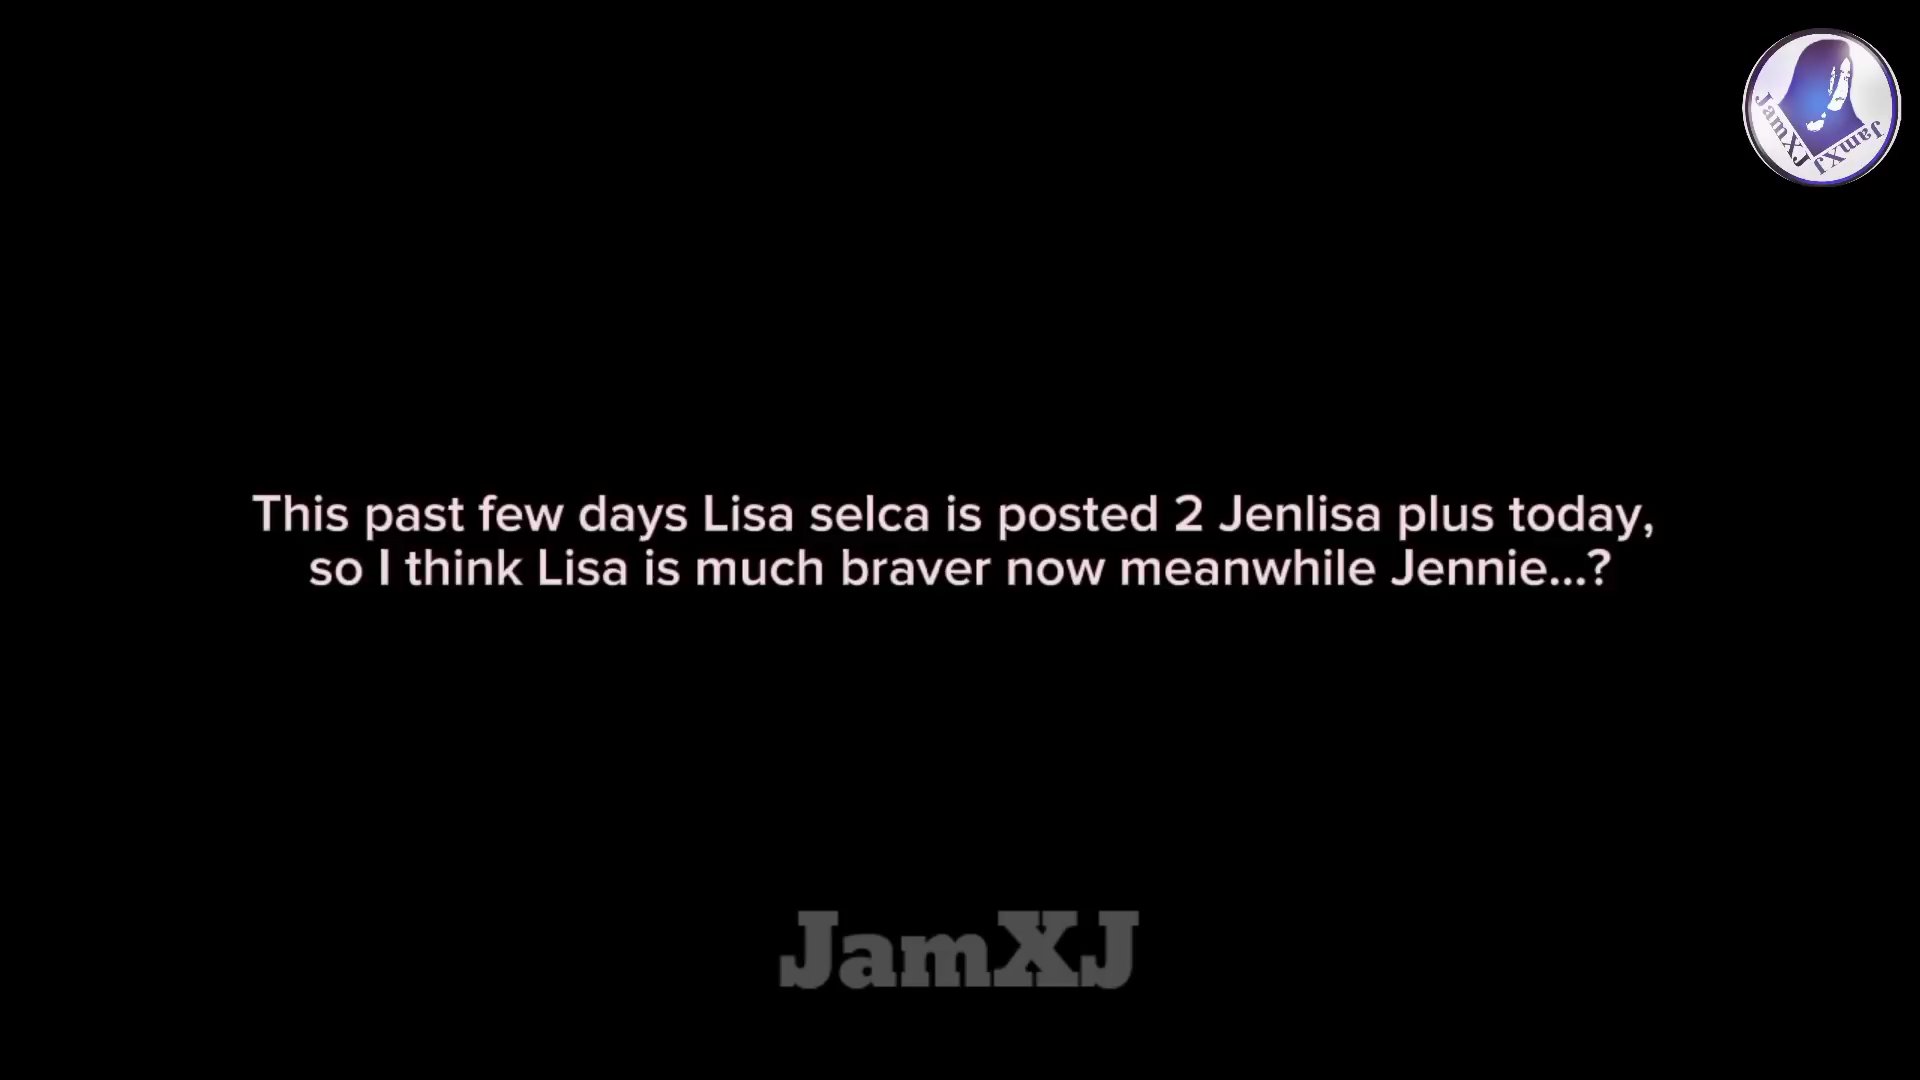 JamXJ JamXJ
This past few days Lisa selca is posted 2 Jenlisa plus today,
so I think Lisa is much braver now meanwhile Jennie...?
JamXJ